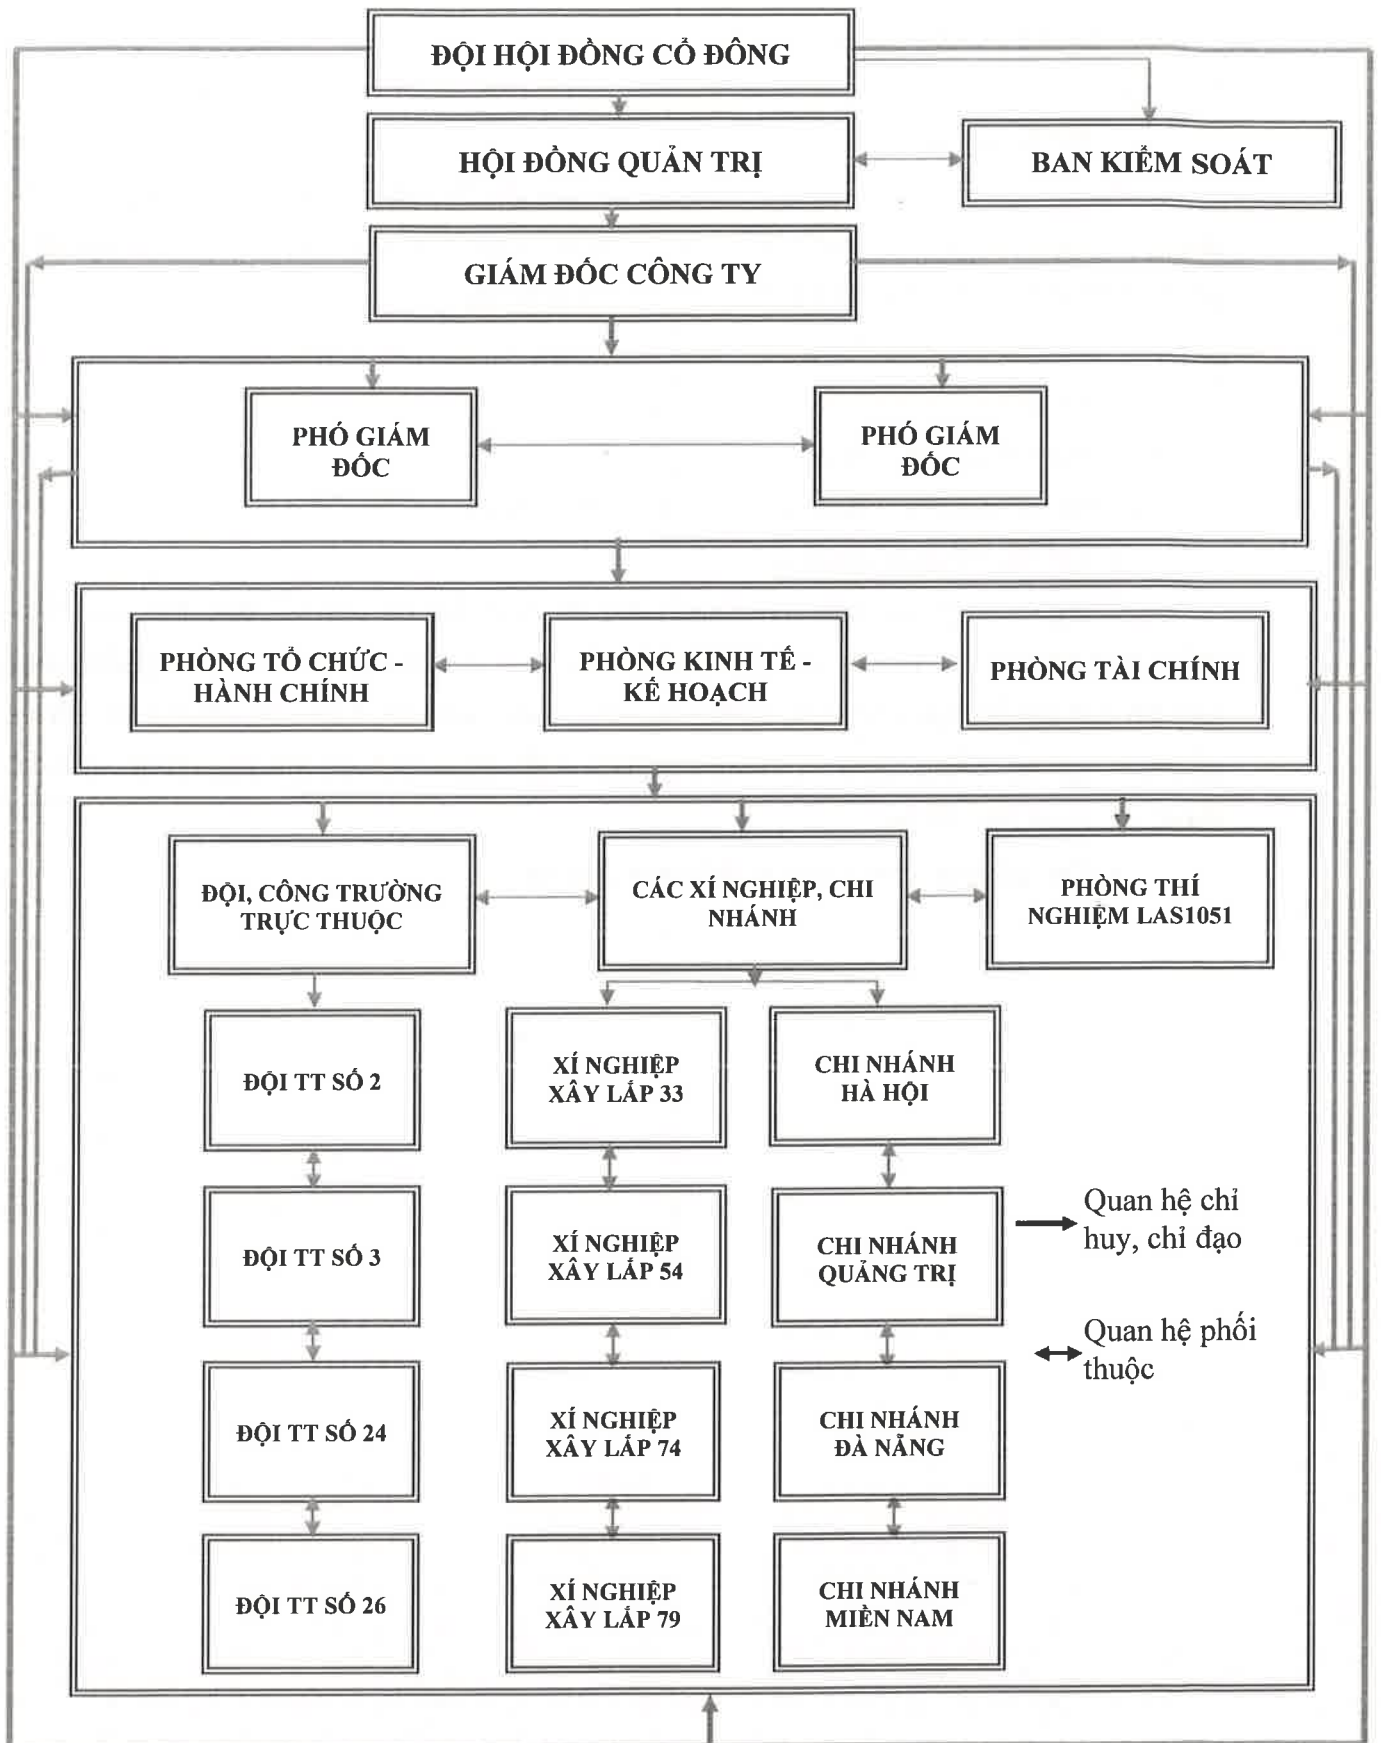 ĐỘI HỘI ĐỒNG CỔ ĐÔNG
HỘI ĐỒNG QUẢN TRỊ
BAN KIỂM SOÁT
GIÁM ĐỐC CÔNG TY
PHÓ GIÁM
ĐỐC
PHÓ GIÁM
ĐỐC
PHÒNG TỔ CHỨC -
HÀNH CHÍNH
PHÒNG KINH TẾ -
KẾ HOẠCH
PHÒNG TÀI CHÍNH
ĐỘI, CÔNG TRƯỜNG
TRỰC THUỘC
CÁC XÍ NGHIỆP, CHI
NHÁNH
PHÒNG THÍ
NGHIỆM LAS1051
ĐỘI TT SỐ 2
XÍ NGHIỆP
XÂY LẮP 33
CHI NHÁNH
HÀ HỘI
ĐỘI TT SỐ 3
XÍ NGHIỆP
XÂY LẮP 54
CHI NHÁNH
QUẢNG TRỊ
Quan hệ chỉ
huy, chỉ đạo
Quan hệ phối
thuộc
ĐỘI TT SỐ 24
XÍ NGHIỆP
XÂY LẮP 74
CHI NHÁNH
ĐÀ NẴNG
ĐỘI TT SỐ 26
XÍ NGHIỆP
XÂY LẮP 79
CHI NHÁNH
MIỀN NAM